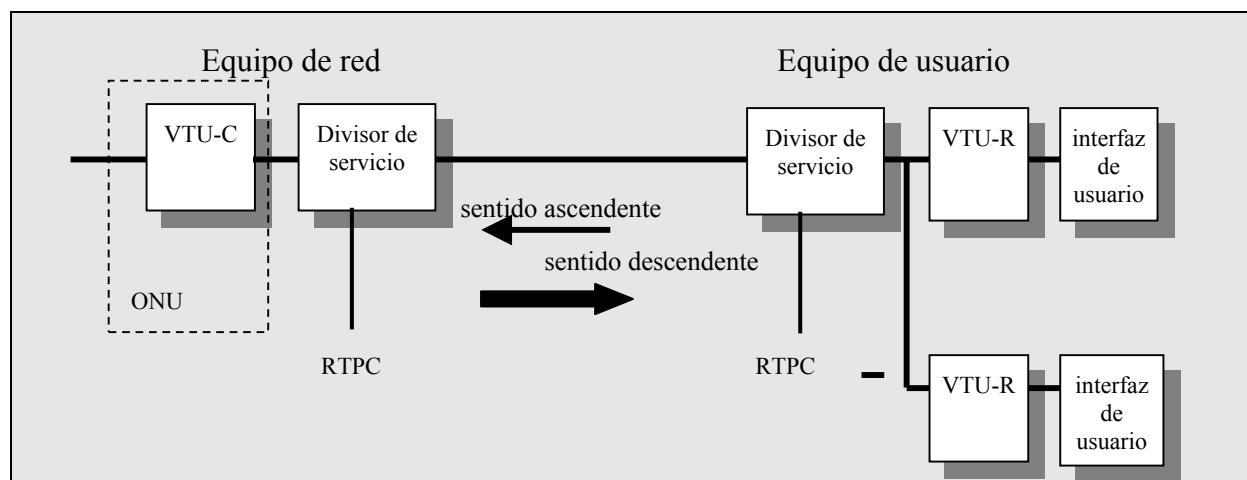 Equipo de red
Equipo de usuario
VTU-C
Divisor de
servicio
Divisor de
servicio
VTU-R
interfaz
de
usuario
sentido ascendente
sentido descendente
ONU
RTPC
RTPC
VTU-R
interfaz
de
usuario